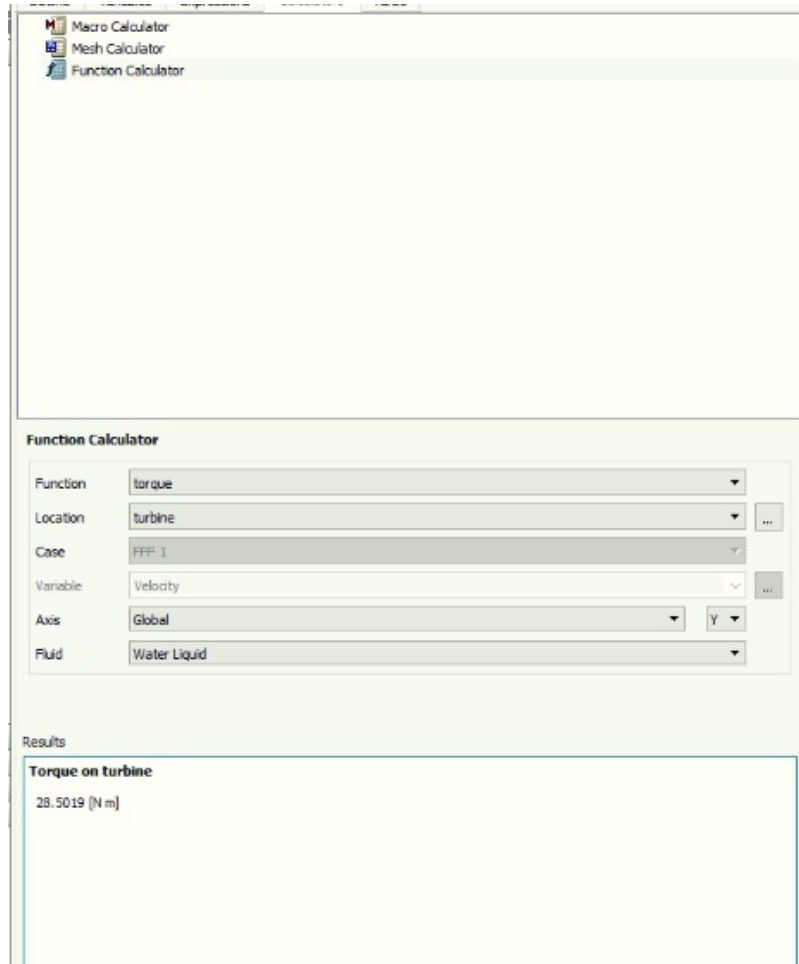 Macro Calculator
Mesh Calculator
Function Calculator
Function Calculator
Function torque
Location turbine ...
Case FFF 1
Variable Velocity ...
Axis Global Y
Fluid Water Liquid
Results
Torque on turbine
28.5019 [N m]